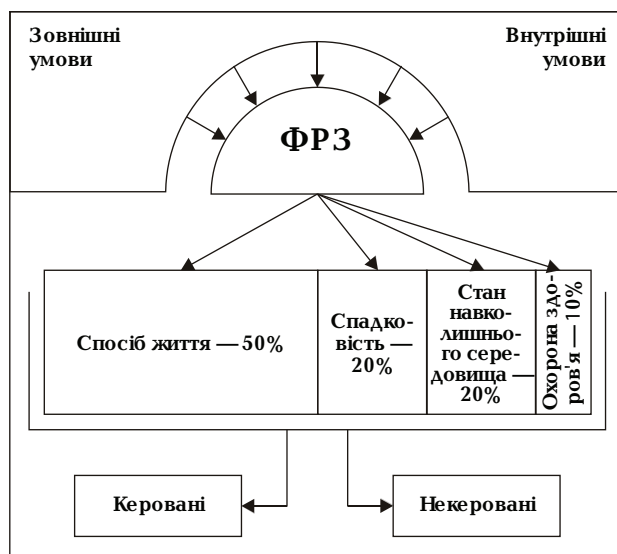 Зовнішні
умови
Внутрішні
умови
ФРЗ
Спосіб життя — 50%
Спадко-
вість —
20%
Стан
навко-
лишньо-
го сере-
довища —
20%
Охорона здо-
ров'я — 10%
Керовані
Некеровані